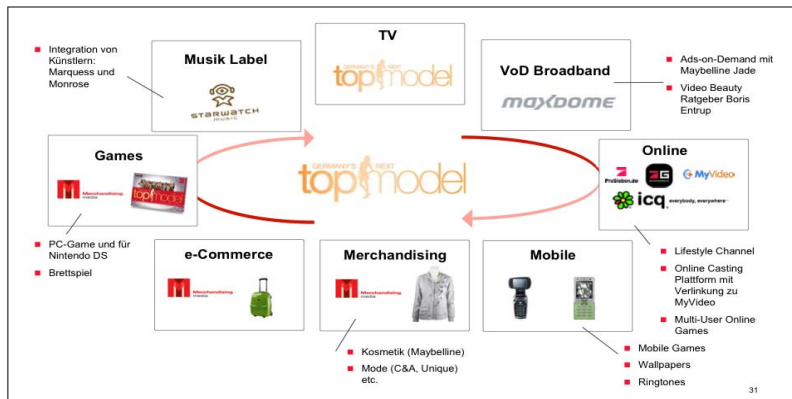 TV
GERMANY'S NEXT
topmodel
Musik Label
STARWATCH
MUSIC
Integration von
Künstlern:
Marquess und
Monrose
VoD Broadband
maxdome
Ads-on-Demand mit
Maybelline Jade
Video Beauty
Ratgeber Boris
Entrup
Games
Merchandising
media
topmodel
PC-Game und für
Nintendo DS
Brettspiel
GERMANY'S NEXT
topmodel
Online
ProSieben.de
MyVideo
icq everybody, everywhere™
Lifestyle Channel
Online Casting
Plattform mit
Verlinkung zu
MyVideo
Multi-User Online
Games
e-Commerce
Merchandising
media
Merchandising
Merchandising
media
Kosmetik (Maybelline)
Mode (C&A, Unique)
etc.
Mobile
Mobile Games
Wallpapers
Ringtones
31